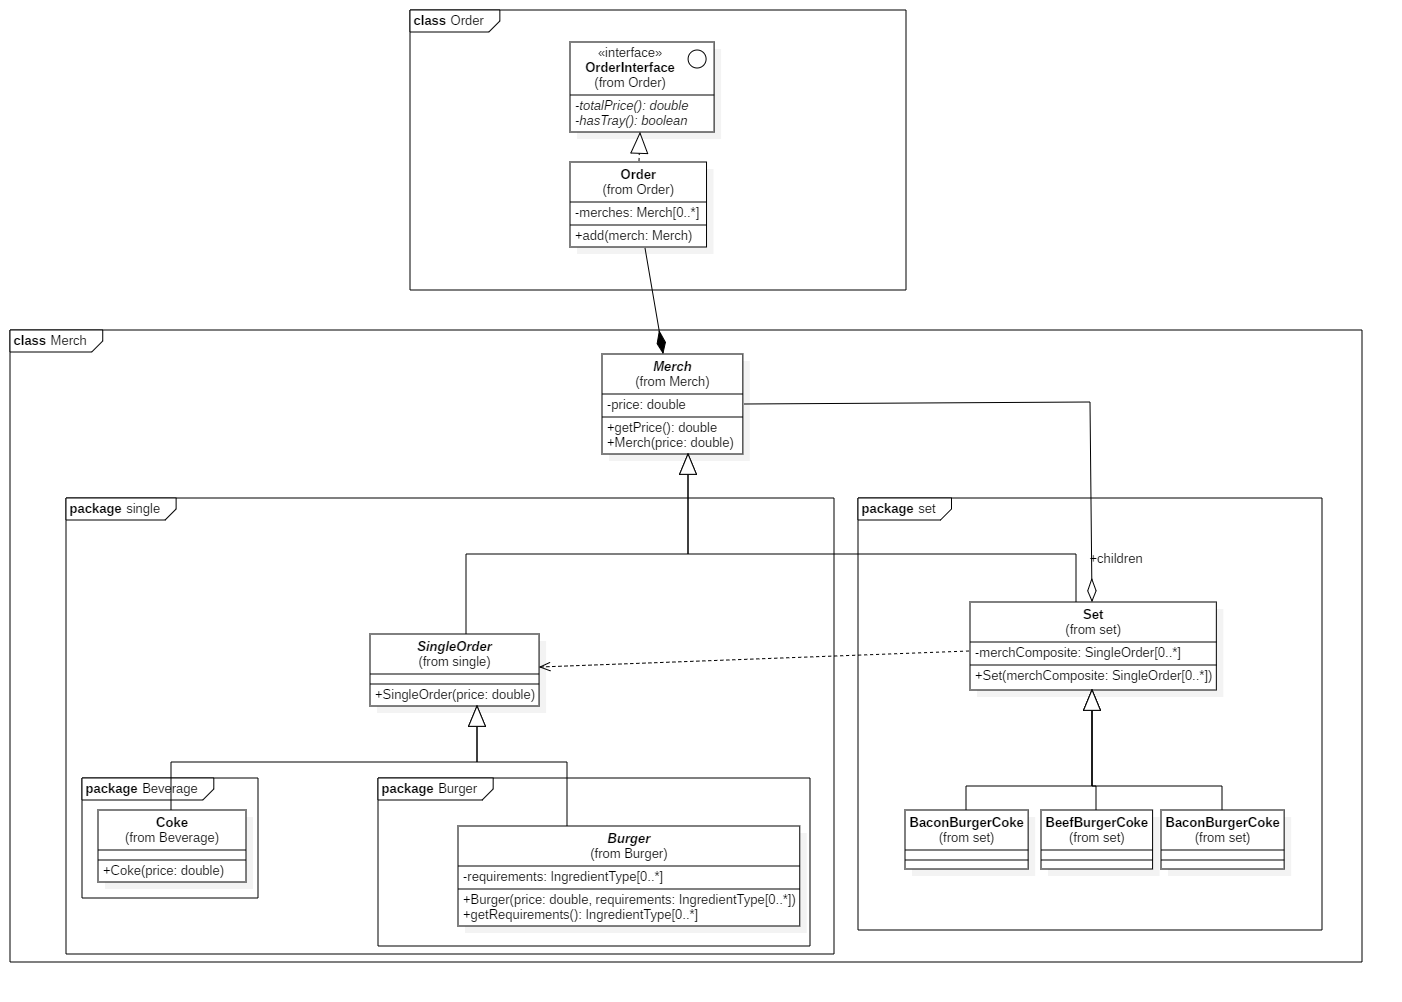 class Order
«interface»
OrderInterface
(from Order)
-totalPrice(): double
-hasTray(): boolean
Order
(from Order)
-merches: Merch[0..*]
+add(merch: Merch)
class Merch
Merch
(from Merch)
-price: double
+getPrice(): double
+Merch(price: double)
package single
package set
+children
SingleOrder
(from single)
+SingleOrder(price: double)
Set
(from set)
-merchComposite: SingleOrder[0..*]
+Set(merchComposite: SingleOrder[0..*])
package Beverage
Coke
(from Beverage)
+Coke(price: double)
package Burger
Burger
(from Burger)
-requirements: IngredientType[0..*]
+Burger(price: double, requirements: IngredientType[0..*])
+getRequirements(): IngredientType[0..*]
BaconBurgerCoke
(from set)
BeefBurgerCoke
(from set)
BaconBurgerCoke
(from set)